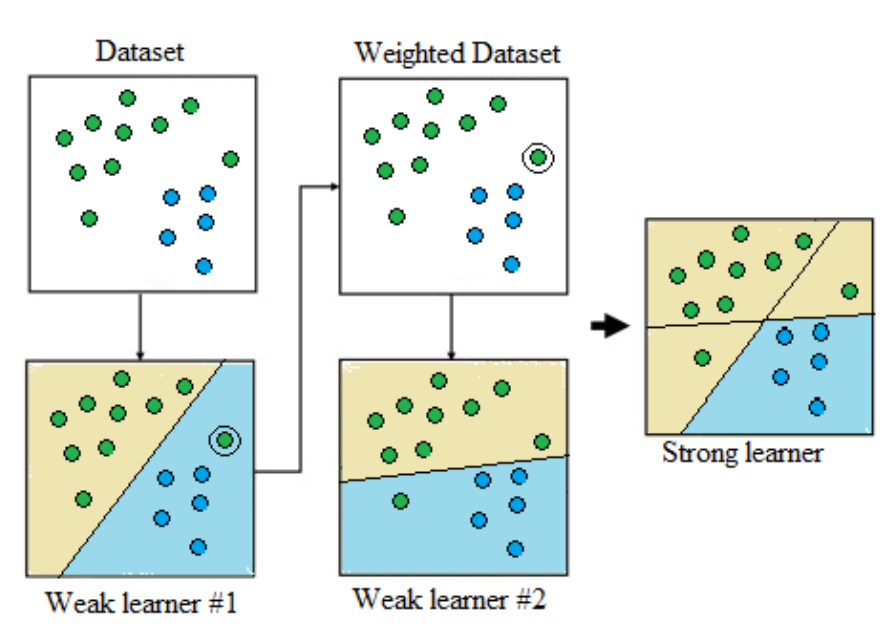 Dataset
Weighted Dataset
Weak learner #1
Weak learner #2
Strong learner